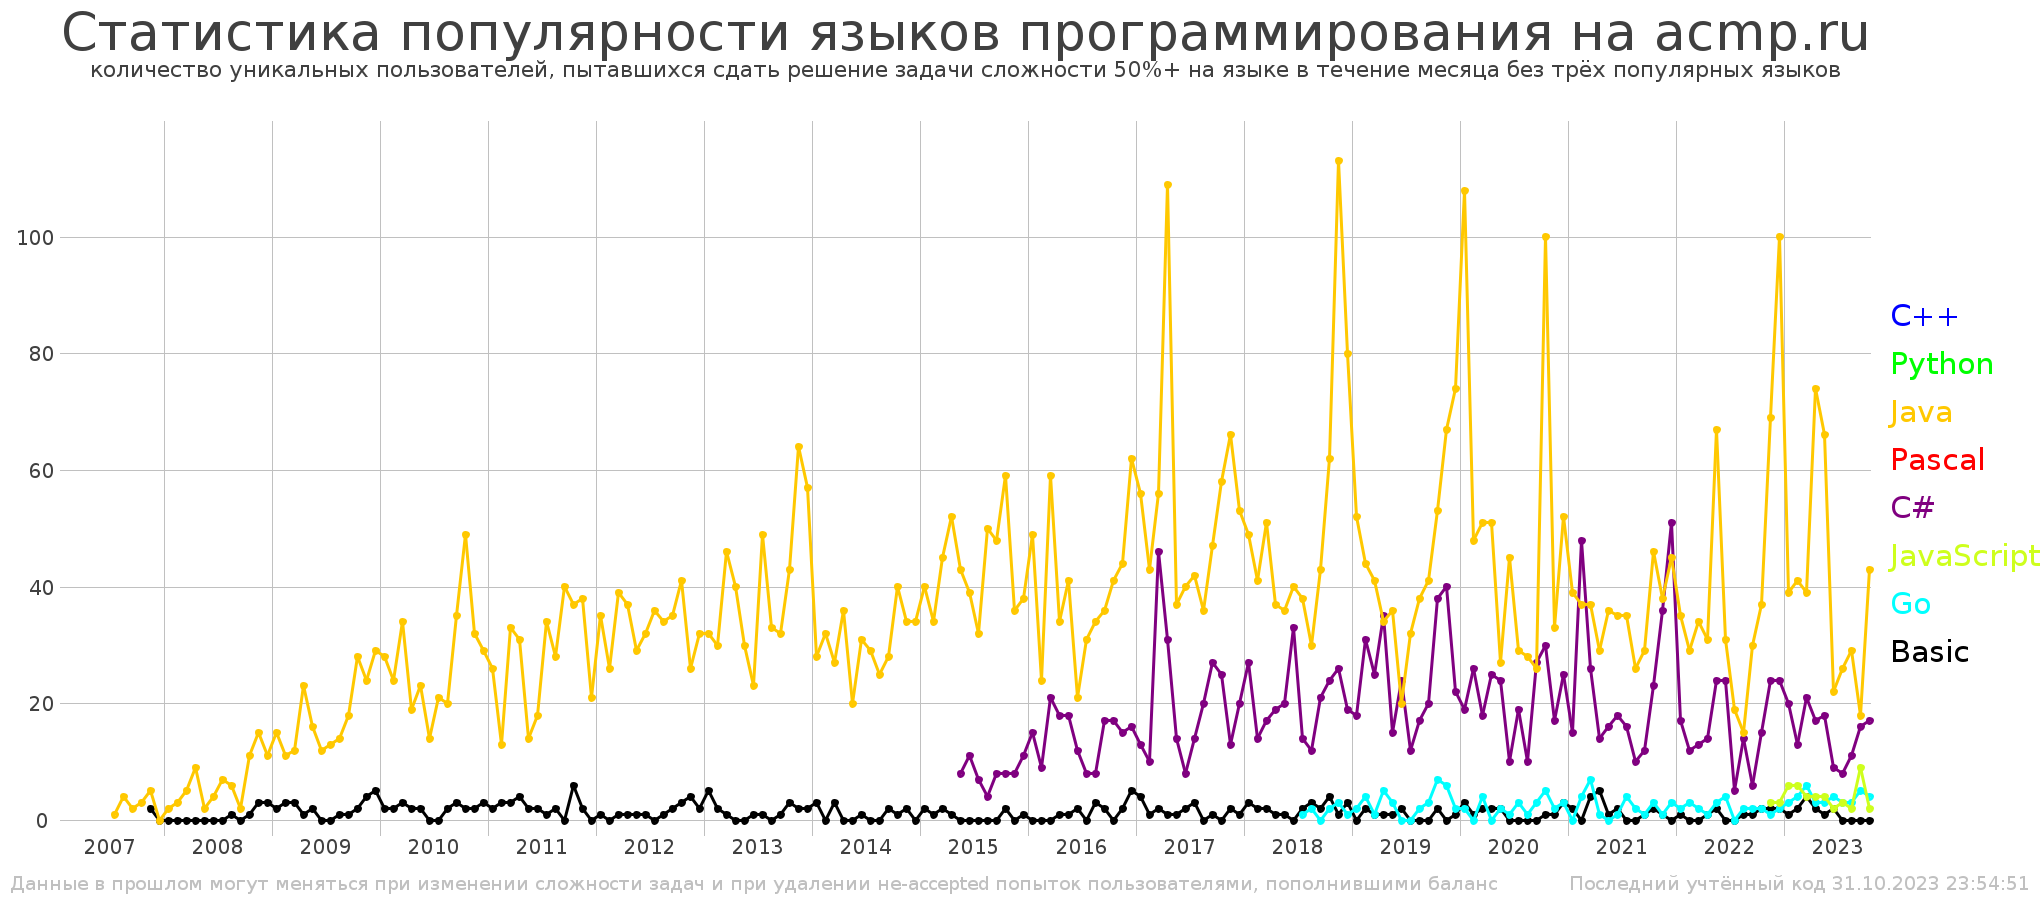 Статистика популярности языков программирования на acmp.ru
количество уникальных пользователей, пытавшихся сдать решение задачи сложности 50%+ на языке в течение месяца без трёх популярных языков
100
80
60
40
20
0
C++
Python
Java
Pascal
C#
JavaScript
Go
Basic
2007 2008 2009 2010 2011 2012 2013 2014 2015 2016 2017 2018 2019 2020 2021 2022 2023
Данные в прошлом могут меняться при изменении сложности задач и при удалении не-accepted попыток пользователями, пополнившими баланс
Последний учтённый код 31.10.2023 23:54:51